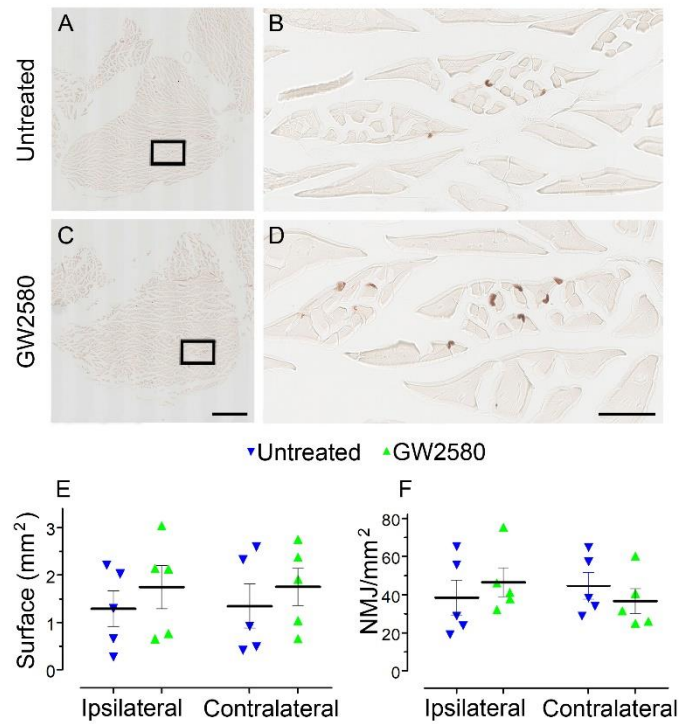 A
B
Untreated
C
D
GW2580
▼Untreated ▲GW2580
E
F
Surface (mm²)
3
2
1
0
Ipsilateral
Contralateral
NMJ/mm²
80
60
40
20
0
Ipsilateral
Contralateral